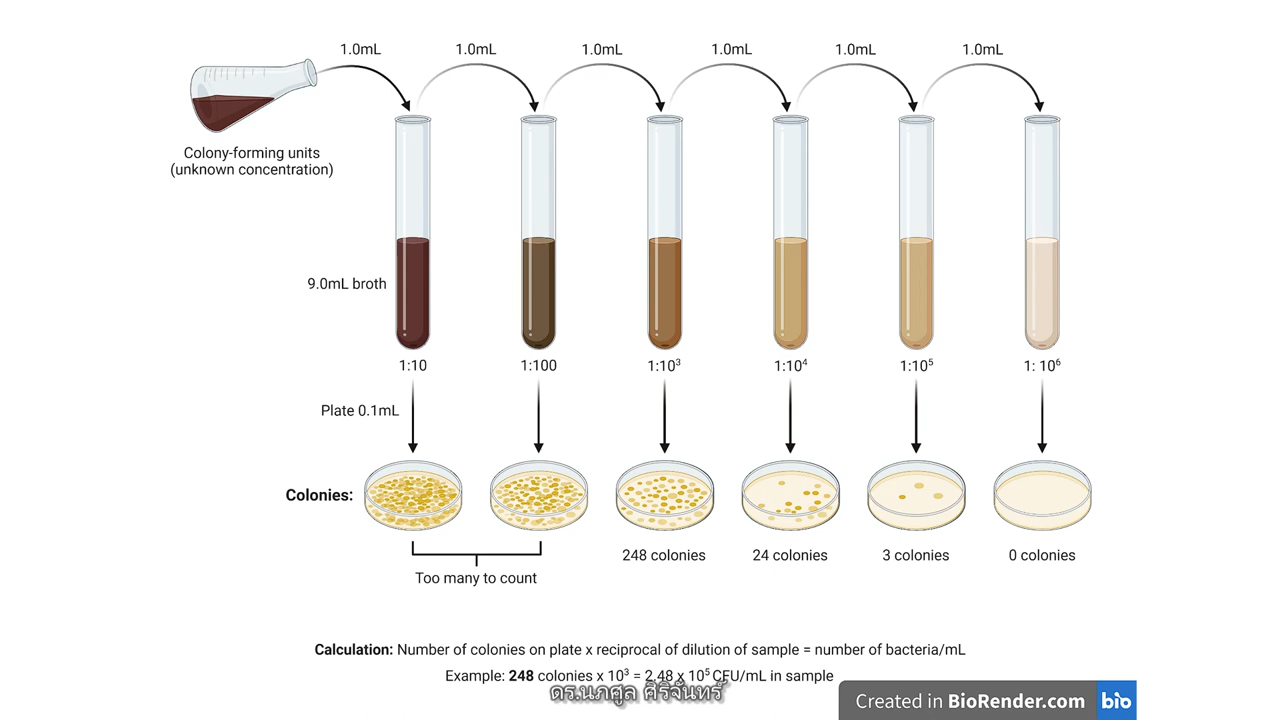 1.0mL 1.0mL 1.0mL 1.0mL 1.0mL 1.0mL
Colony-forming units
(unknown concentration)
9.0mL broth
1:10 1:100 1:10³ 1:10⁴ 1:10⁵ 1: 10⁶
Plate 0.1mL
Colonies:
248 colonies 24 colonies 3 colonies 0 colonies
Too many to count
Calculation: Number of colonies on plate x reciprocal of dilution of sample = number of bacteria/mL
Example: 248 colonies x 10³ = 2.48 x 10⁵ CFU/mL in sample
ดร.นภศูล ศิริจันทร์
Created in BioRender.com bio